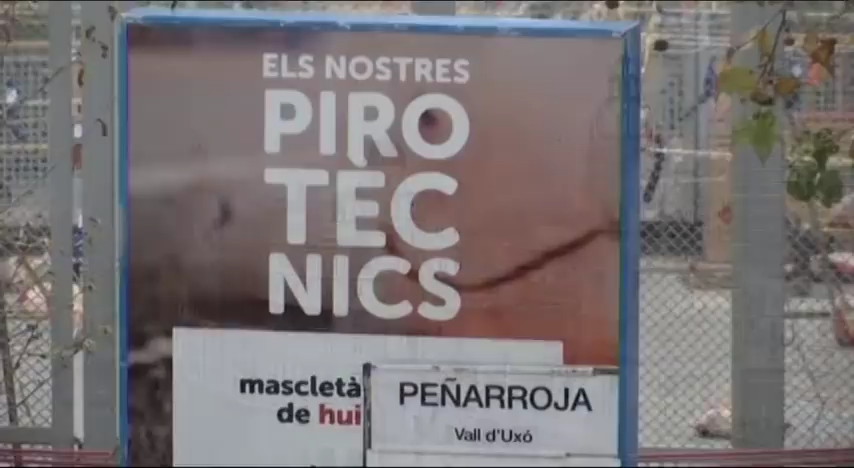 ELS NOSTRES
PIRO
TÈC
NICS
mascletà
de hui
PEÑARROJA
Vall d'Uxó